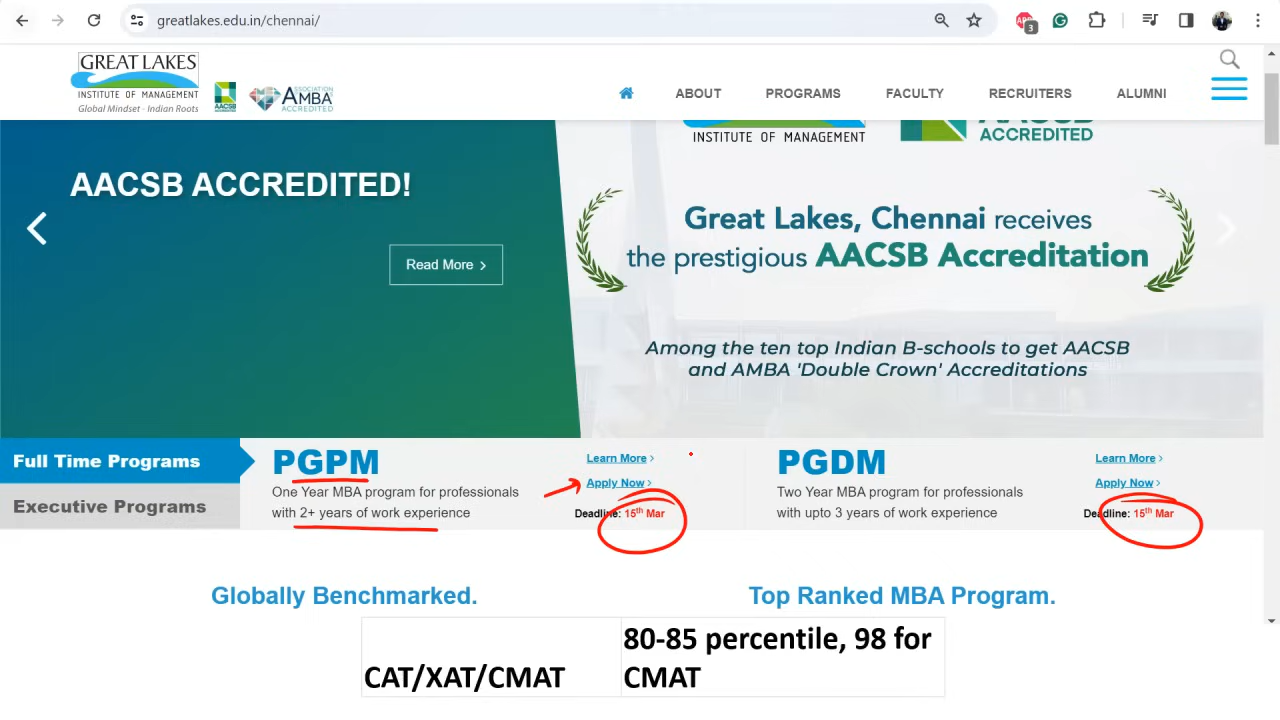 greatlakes.edu.in/chennai/
3
GREAT LAKES
INSTITUTE OF MANAGEMENT
Global Mindset - Indian Roots
AACSB
ACCREDITED
ASSOCIATION
AMBA
ACCREDITED
ABOUT
PROGRAMS
FACULTY
RECRUITERS
ALUMNI
INSTITUTE OF MANAGEMENT
ACCREDITED
AACSB ACCREDITED!
Read More
Great Lakes, Chennai receives
the prestigious AACSB Accreditation
Among the ten top Indian B-schools to get AACSB
and AMBA 'Double Crown' Accreditations
Full Time Programs
Executive Programs
PGPM
One Year MBA program for professionals
with 2+ years of work experience
Learn More
Apply Now
Deadline: 15th Mar
PGDM
Two Year MBA program for professionals
with upto 3 years of work experience
Learn More
Apply Now
Deadline: 15th Mar
Globally Benchmarked.
Top Ranked MBA Program.
CAT/XAT/CMAT
80-85 percentile, 98 for
CMAT